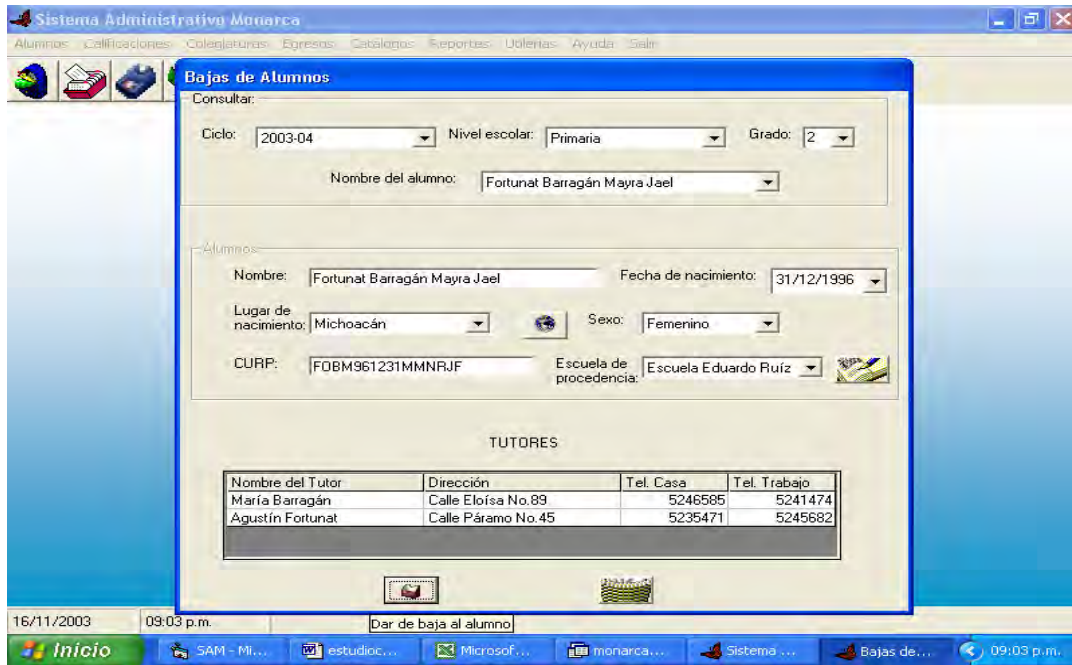 Sistema Administrativo Monarca
Alumnos Calificaciones Colegiaturas Egresos Catálogos Reportes Ayuda Salir
Bajas de Alumnos
Consultar:
Ciclo: 2003-04 Nivel escolar: Primaria Grado: 2
Nombre del alumno: Fortunat Barragán Mayra Jael
Alumnos
Nombre: Fortunat Barragán Mayra Jael Fecha de nacimiento: 31/12/1996
Lugar de
nacimiento: Michoacán Sexo: Femenino
CURP: FOBM961231MMNRJF Escuela de
procedencia: Escuela Eduardo Ruíz
TUTORES
Nombre del Tutor Dirección Tel. Casa Tel. Trabajo
María Barragán Calle Eloísa No.89 5246585 5241474
Agustín Fortunat Calle Páramo No.45 5235471 5245682
16/11/2003 09:03 p.m. Dar de baja al alumno
Inicio SAM - Mi... estudioc... Microsof... monarca... Sistema ... Bajas de... 09:03 p.m.